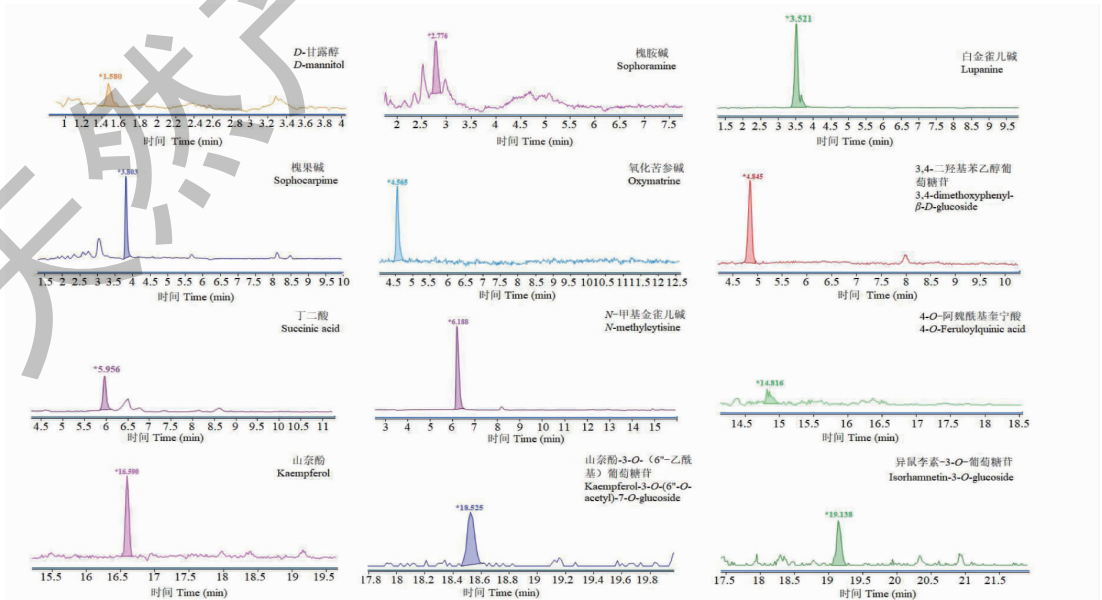 D-甘露醇
D-mannitol
*1.580
1 1.2 1.4 1.6 1.8 2 2.2 2.4 2.6 2.8 3 3.2 3.4 3.6 3.8 4
时间 Time (min)
槐胺碱
Sophoramine
*2.776
2 2.5 3 3.5 4 4.5 5 5.5 6 6.5 7 7.5
时间 Time (min)
白金雀儿碱
Lupanine
*3.521
1.5 2 2.5 3 3.5 4 4.5 5 5.5 6 6.5 7 7.5 8 8.5 9 9.5
时间 Time (min)
槐果碱
Sophocarpine
*3.803
1.5 2 2.5 3 3.5 4 4.5 5 5.5 6 6.5 7 7.5 8 8.5 9 9.5 10
时间 Time (min)
氧化苦参碱
Oxymatrine
*4.565
4.5 5 5.5 6 6.5 7 7.5 8 8.5 9 9.5 10 10.5 11 11.5 12 12.5
时间 Time (min)
3,4-二羟基苯乙醇葡
萄糖苷
3,4-dimethoxyphenyl-
β-D-glucoside
*4.845
4.5 5 5.5 6 6.5 7 7.5 8 8.5 9 9.5 10
时间 Time (min)
丁二酸
Succinic acid
*5.956
4.5 5 5.5 6 6.5 7 7.5 8 8.5 9 9.5 10 10.5 11
时间 Time (min)
N-甲基金雀儿碱
N-methylcytisine
*6.188
3 4 5 6 7 8 9 10 11 12 13 14 15
时间 Time (min)
4-O-阿魏酰基奎宁酸
4-O-Feruloylquinic acid
*14.816
14.5 15 15.5 16 16.5 17 17.5 18 18.5
时间 Time (min)
山奈酚
Kaempferol
*16.590
15.5 16 16.5 17 17.5 18 18.5 19 19.5
时间 Time (min)
山奈酚-3-O-（6"-乙酰
基）葡萄糖苷
Kaempferol-3-O-(6"-O-
acetyl)-7-O-glucoside
*18.525
17.8 18 18.2 18.4 18.6 18.8 19 19.2 19.4 19.6 19.8
时间 Time (min)
异鼠李素-3-O-葡萄糖苷
Isorhamnetin-3-O-glucoside
*19.138
17.5 18 18.5 19 19.5 20 20.5 21 21.5
时间 Time (min)